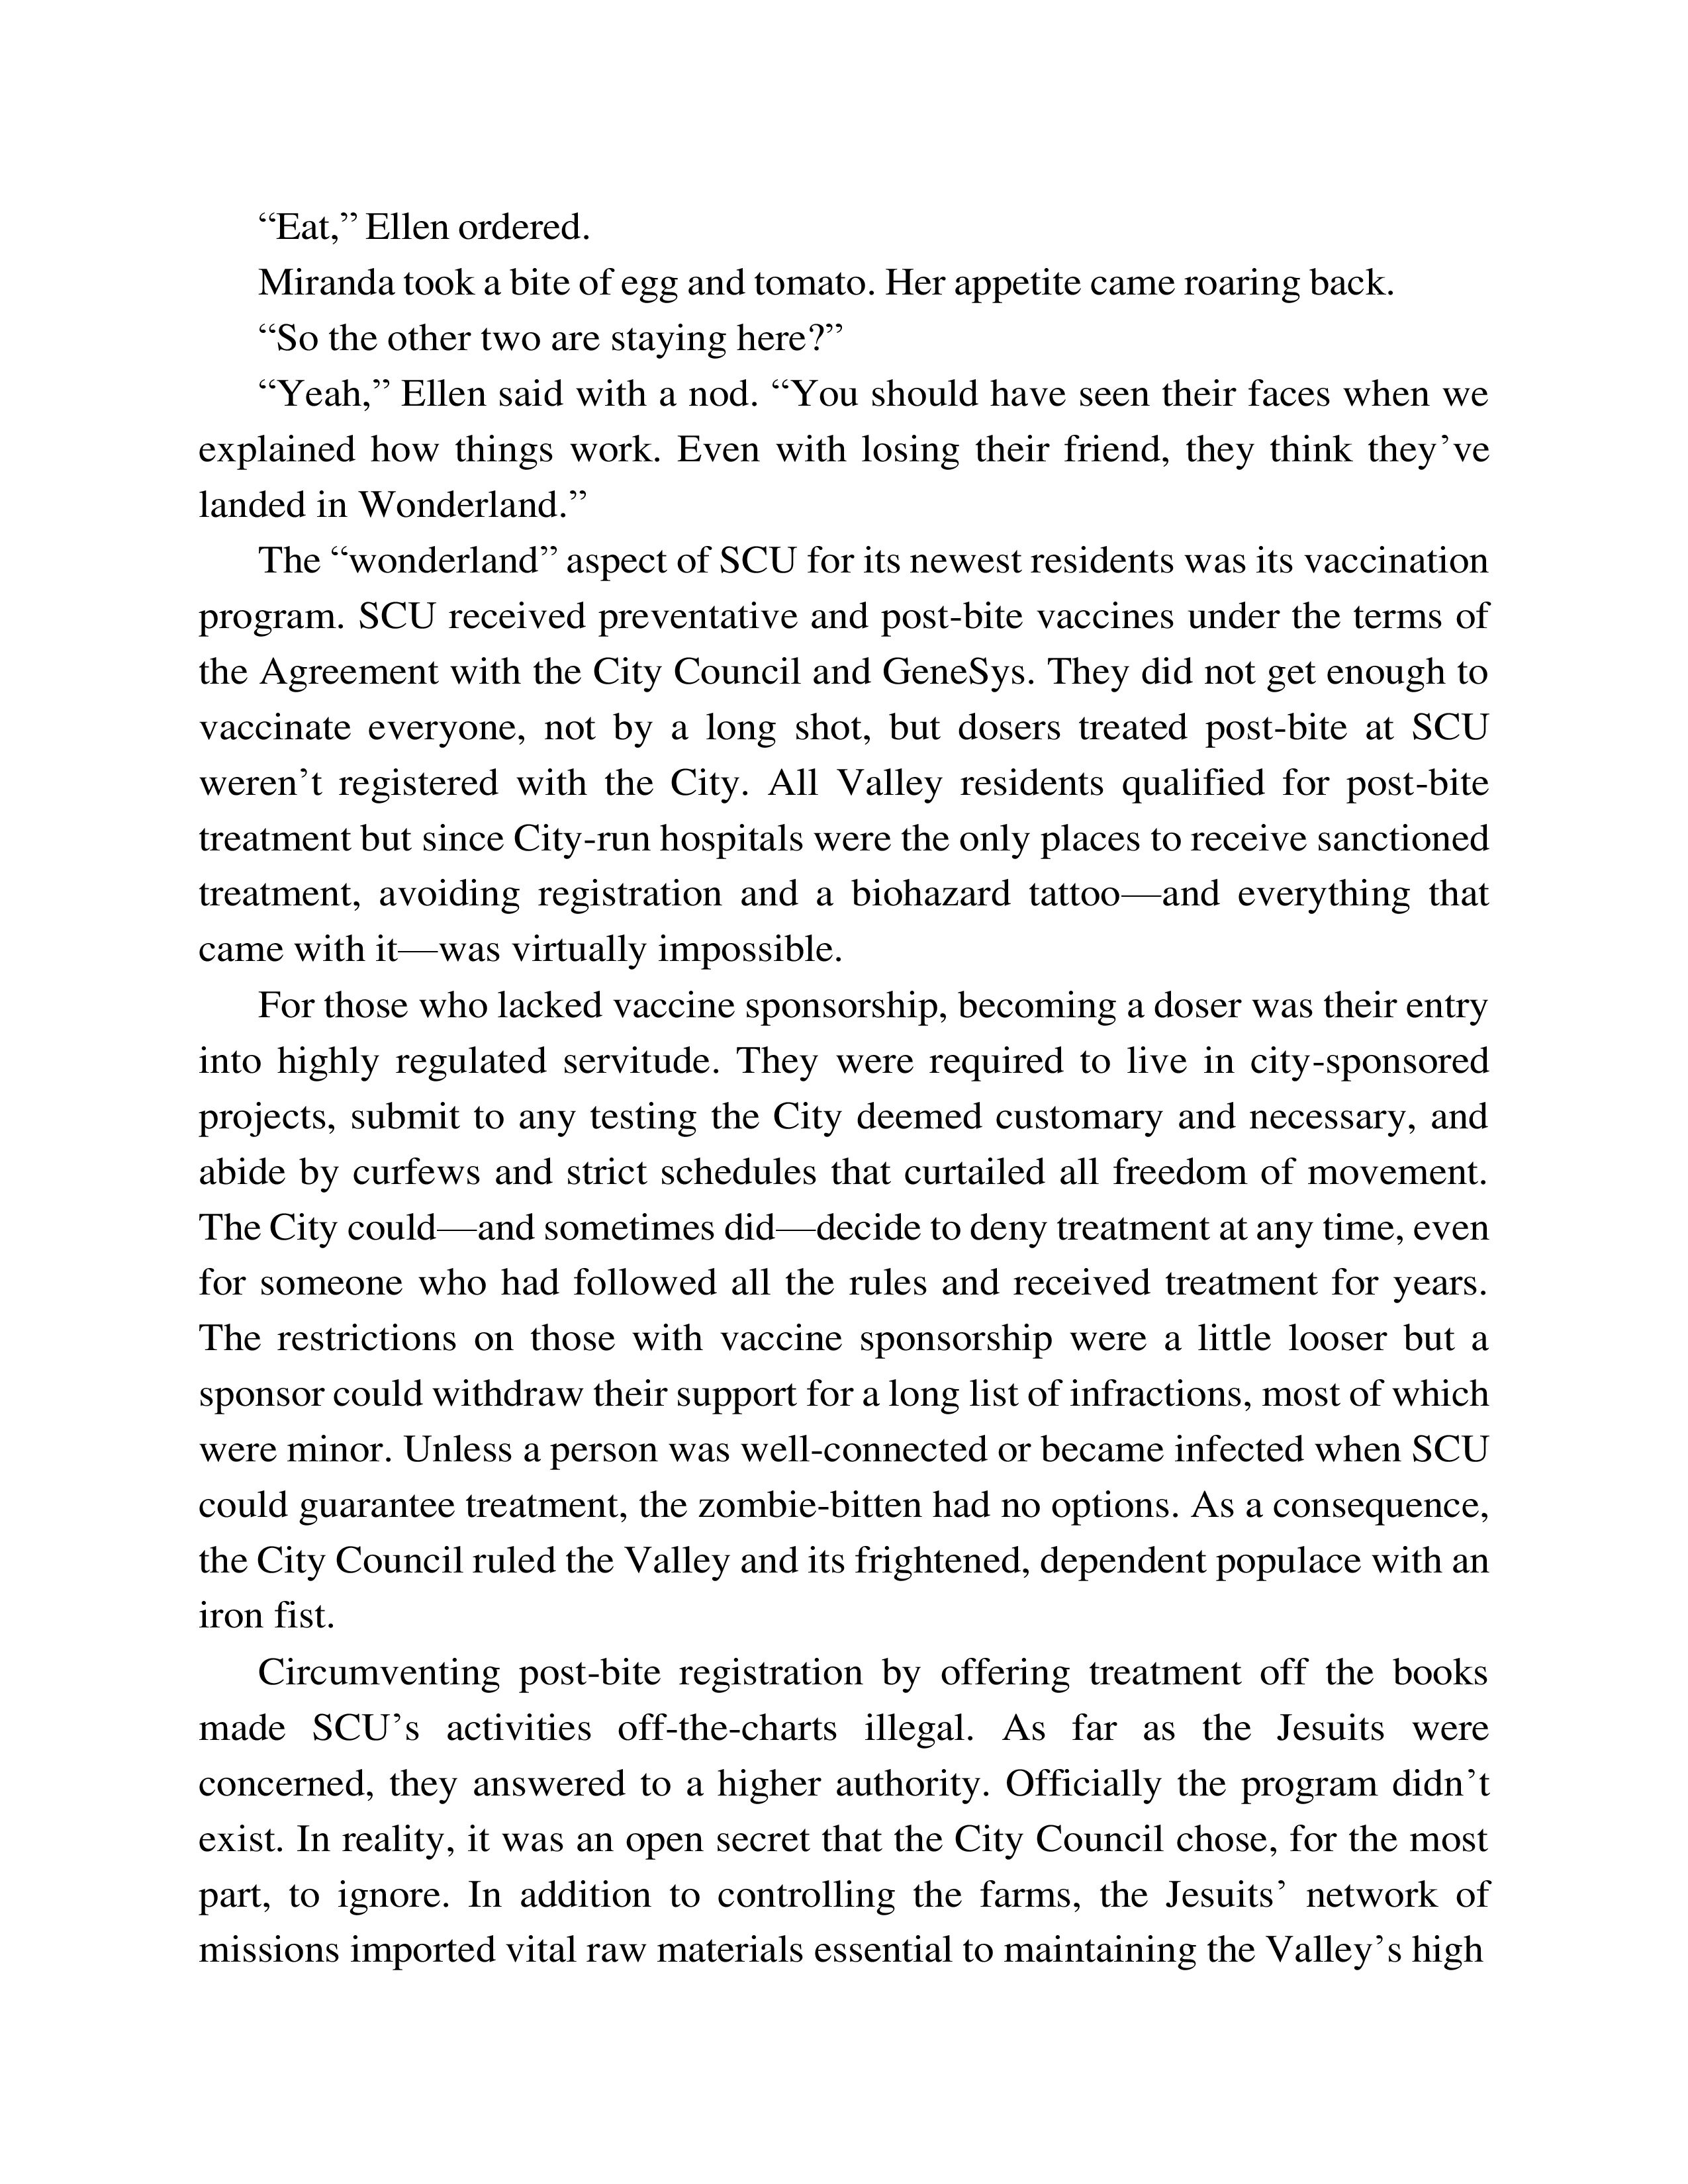 “Eat,” Ellen ordered.
Miranda took a bite of egg and tomato. Her appetite came roaring back.
“So the other two are staying here?”
“Yeah,” Ellen said with a nod. “You should have seen their faces when we
explained how things work. Even with losing their friend, they think they’ve
landed in Wonderland.”
The “wonderland” aspect of SCU for its newest residents was its vaccination
program. SCU received preventative and post-bite vaccines under the terms of
the Agreement with the City Council and GeneSys. They did not get enough to
vaccinate everyone, not by a long shot, but dosers treated post-bite at SCU
weren’t registered with the City. All Valley residents qualified for post-bite
treatment but since City-run hospitals were the only places to receive sanctioned
treatment, avoiding registration and a biohazard tattoo—and everything that
came with it—was virtually impossible.
For those who lacked vaccine sponsorship, becoming a doser was their entry
into highly regulated servitude. They were required to live in city-sponsored
projects, submit to any testing the City deemed customary and necessary, and
abide by curfews and strict schedules that curtailed all freedom of movement.
The City could—and sometimes did—decide to deny treatment at any time, even
for someone who had followed all the rules and received treatment for years.
The restrictions on those with vaccine sponsorship were a little looser but a
sponsor could withdraw their support for a long list of infractions, most of which
were minor. Unless a person was well-connected or became infected when SCU
could guarantee treatment, the zombie-bitten had no options. As a consequence,
the City Council ruled the Valley and its frightened, dependent populace with an
iron fist.
Circumventing post-bite registration by offering treatment off the books
made SCU’s activities off-the-charts illegal. As far as the Jesuits were
concerned, they answered to a higher authority. Officially the program didn’t
exist. In reality, it was an open secret that the City Council chose, for the most
part, to ignore. In addition to controlling the farms, the Jesuits’ network of
missions imported vital raw materials essential to maintaining the Valley’s high